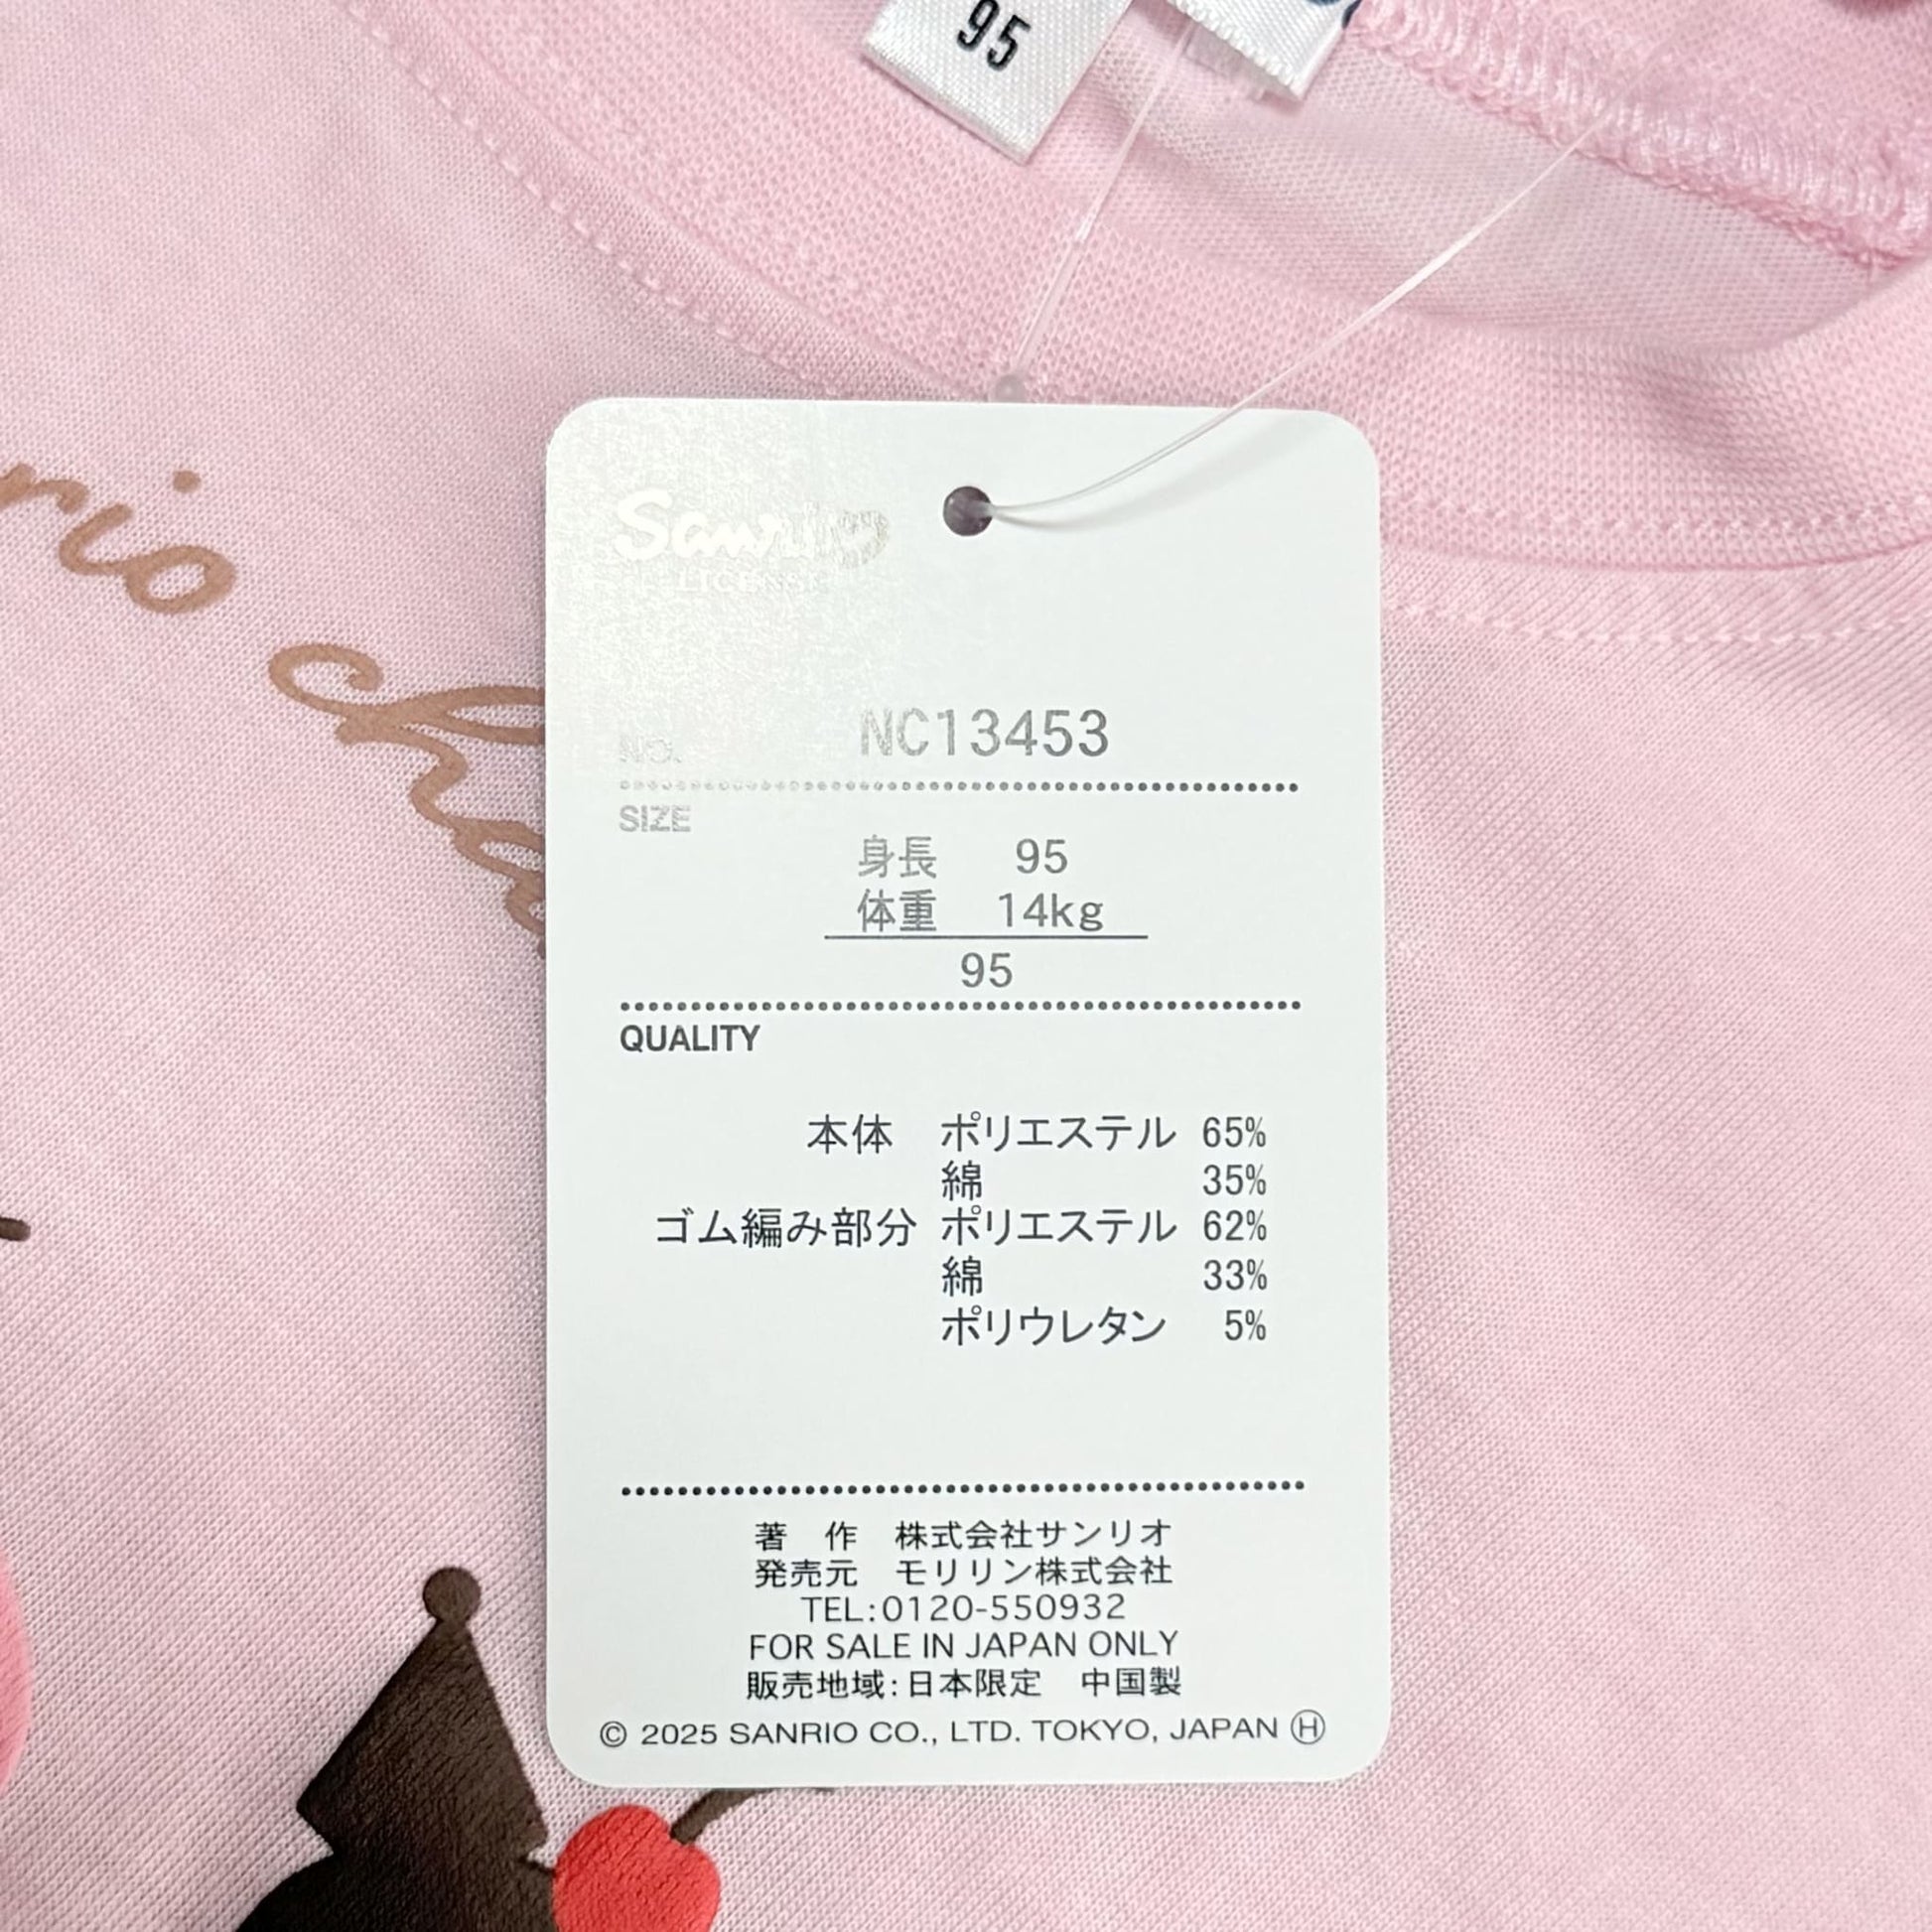 95
rio cha
Sanrio
LICENSE
NO. NC13453
SIZE
身長 95
体重 14kg
95
QUALITY
本体 ポリエステル 65%
綿 35%
ゴム編み部分 ポリエステル 62%
綿 33%
ポリウレタン 5%
著 作 株式会社サンリオ
発売元 モリリン株式会社
TEL:0120-550932
FOR SALE IN JAPAN ONLY
販売地域:日本限定 中国製
© 2025 SANRIO CO., LTD. TOKYO, JAPAN Ⓗ